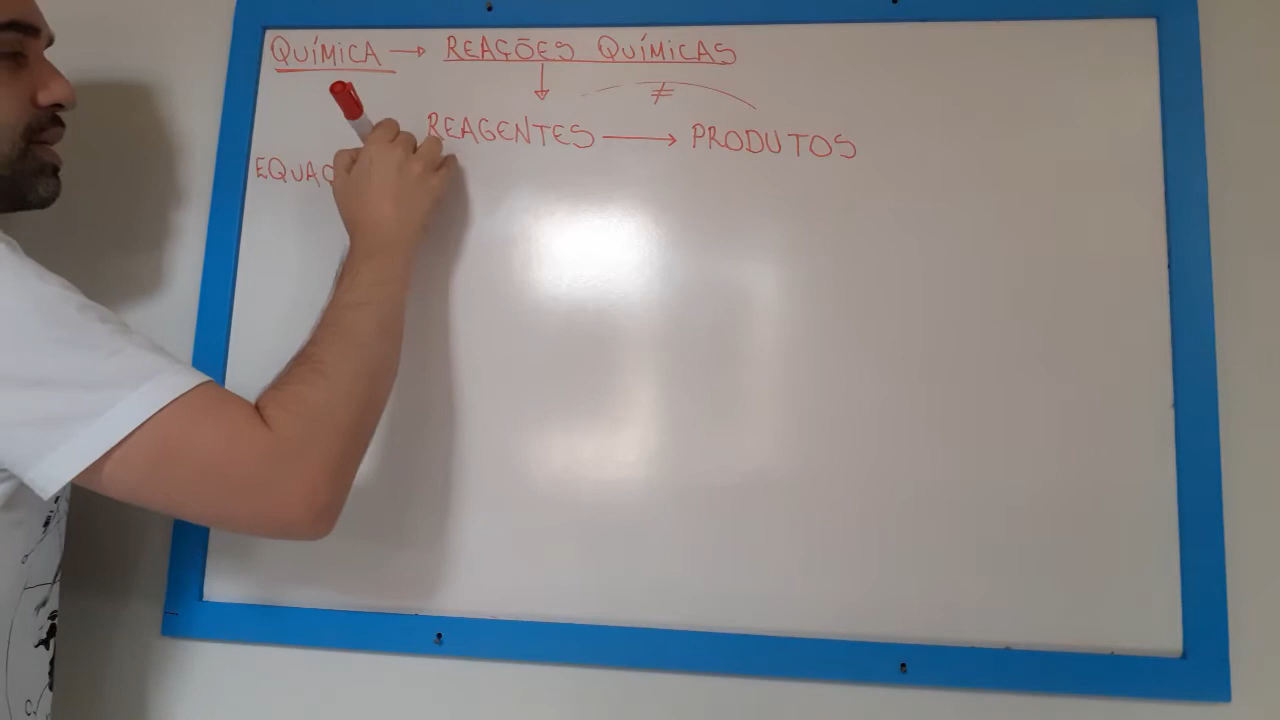 QUÍMICA → REAÇÕES QUÍMICAS
≠
REAGENTES → PRODUTOS
EQUAÇ